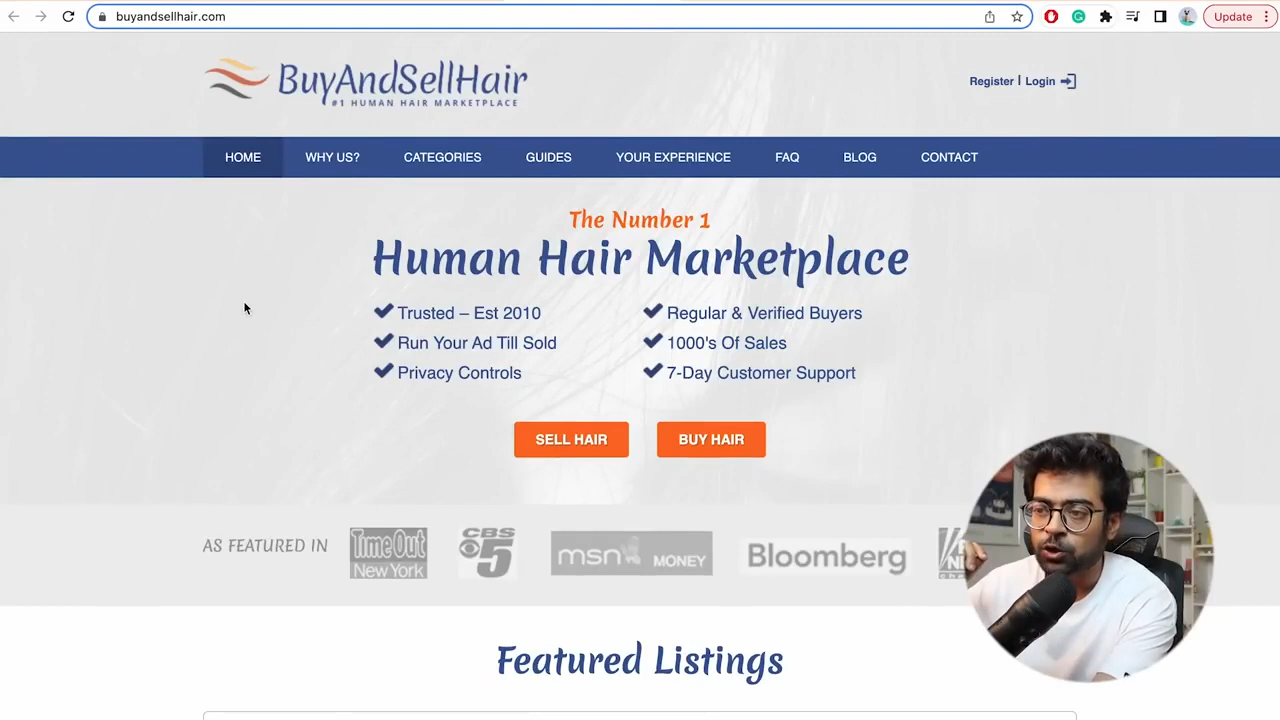 buyandsellhair.com
Update
BuyAndSellHair
#1 HUMAN HAIR MARKETPLACE
Register | Login
HOME
WHY US?
CATEGORIES
GUIDES
YOUR EXPERIENCE
FAQ
BLOG
CONTACT
The Number 1
Human Hair Marketplace
Trusted – Est 2010
Regular & Verified Buyers
Run Your Ad Till Sold
1000's Of Sales
Privacy Controls
7-Day Customer Support
SELL HAIR
BUY HAIR
AS FEATURED IN
TimeOut
New York
CBS
5
msn MONEY
Bloomberg
Featured Listings